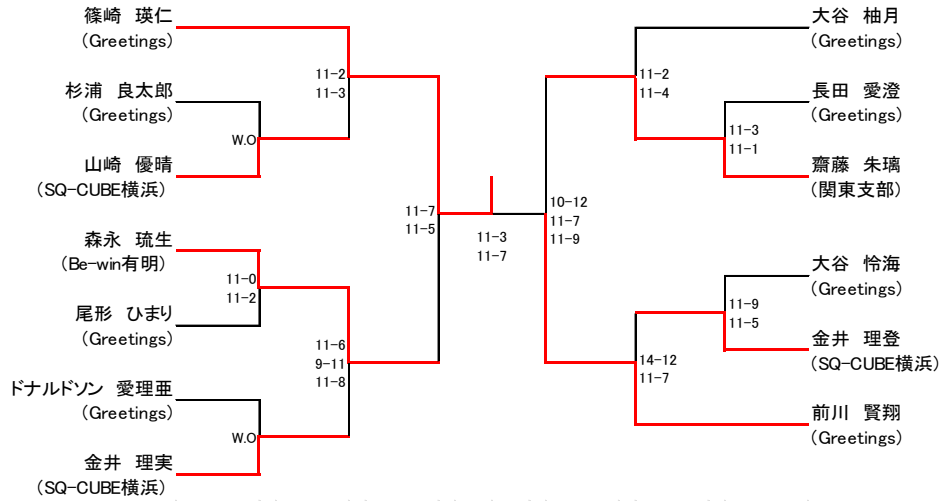 篠崎　瑛仁
(Greetings)
11-2
11-3
杉浦　良太郎
(Greetings)
W.O
山崎　優晴
(SQ-CUBE横浜)
11-7
11-5
森永　琉生
(Be-win有明)
11-0
11-2
尾形　ひまり
(Greetings)
11-6
9-11
11-8
ドナルドソン　愛理亜
(Greetings)
W.O
金井　理実
(SQ-CUBE横浜)
11-3
11-7
大谷　柚月
(Greetings)
11-2
11-4
長田　愛澄
(Greetings)
11-3
11-1
齋藤　朱璃
(関東支部)
10-12
11-7
11-9
大谷　怜海
(Greetings)
11-9
11-5
金井　理登
(SQ-CUBE横浜)
14-12
11-7
前川　賢翔
(Greetings)